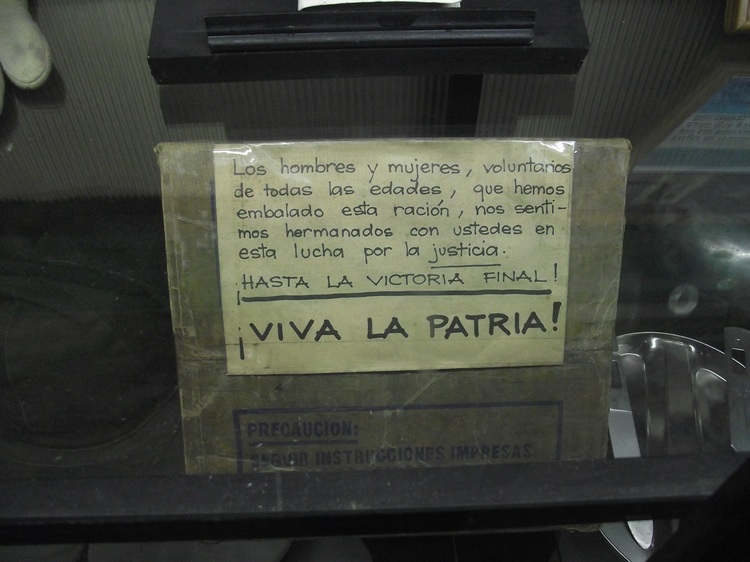 Los hombres y mujeres, voluntarios
de todas las edades, que hemos
embalado esta ración, nos senti-
mos hermanados con ustedes en
esta lucha por la justicia.
¡HASTA LA VICTORIA FINAL!
¡VIVA LA PATRIA!
PRECAUCION:
SEGUIR INSTRUCCIONES IMPRESAS